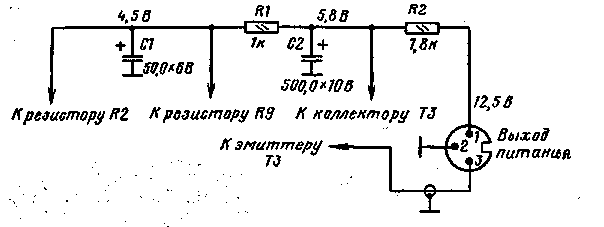 4,5 В
R1
5,8 В
R2
+ C1
1к
C2 +
1,8к
50,0×6В
500,0×10В
К резистору R2
К резистору R9
К коллектору Т3
12,5 В
К эмиттеру
Т3
1
2
3
Выход
питания